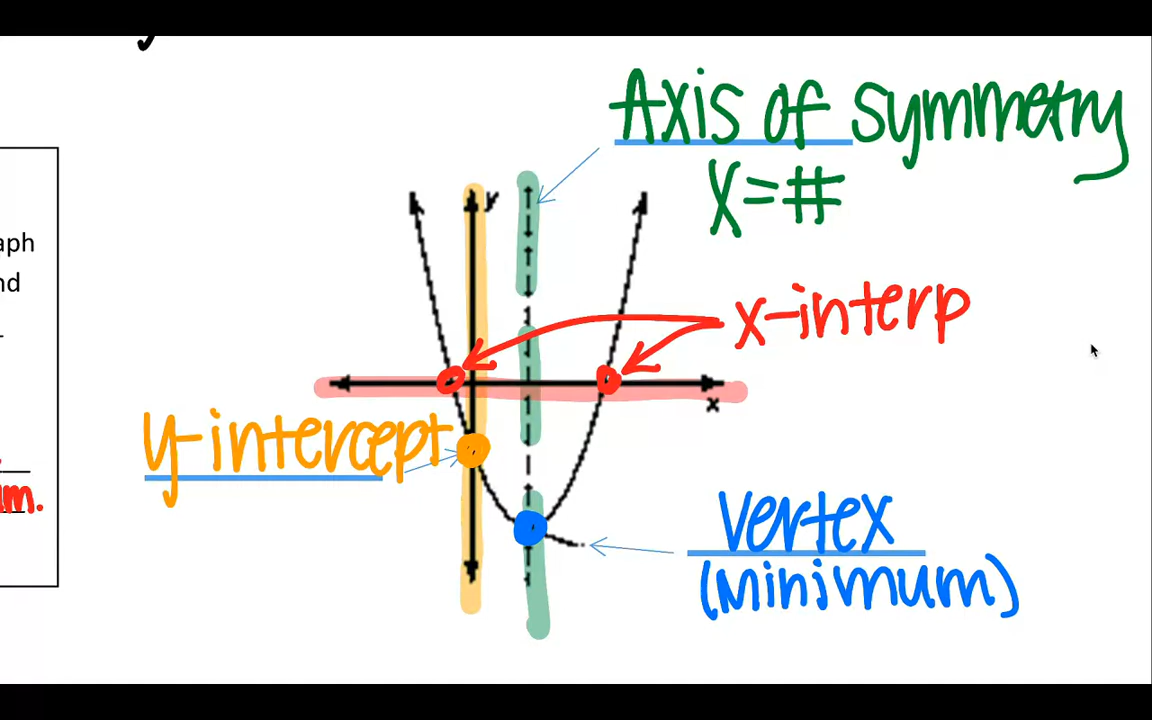 Axis of symmetry
X=#
y
aph
nd
x-interp
x
y-intercept
m.
vertex
(minimum)